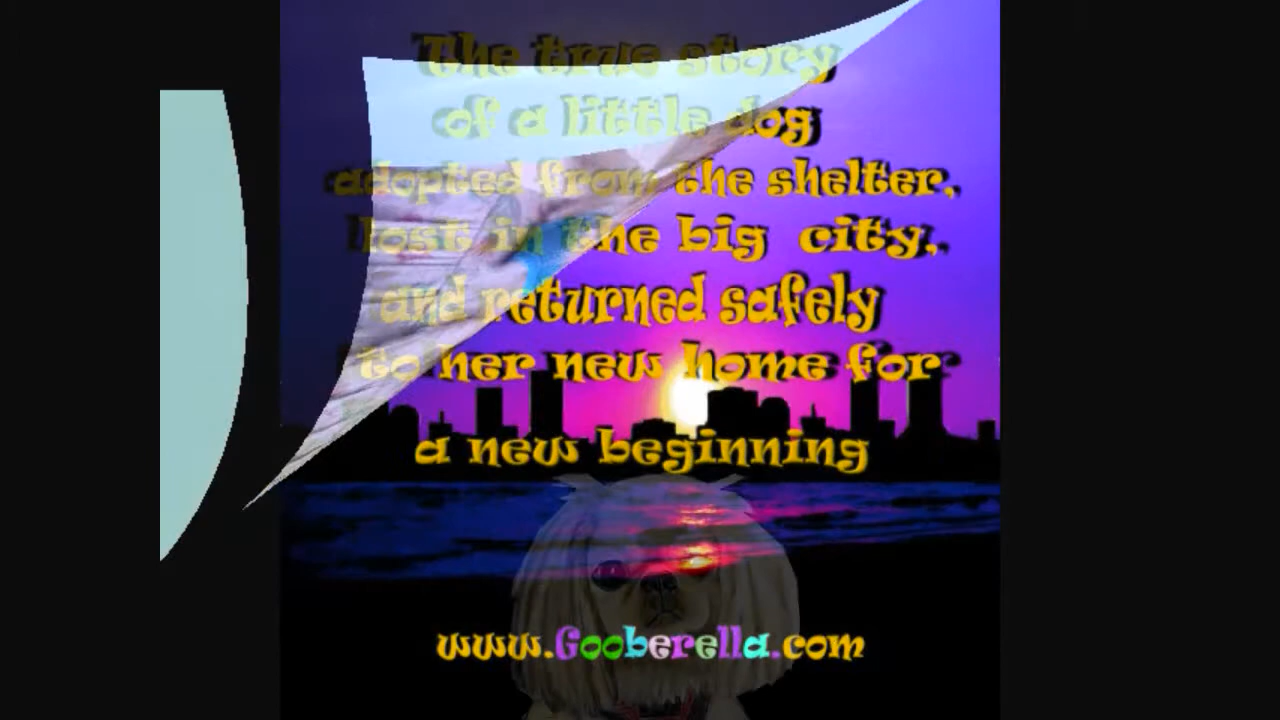 The true story
of a little dog
adopted from the shelter,
lost in the big city,
and returned safely
to her new home for
a new beginning
www.Gooberella.com